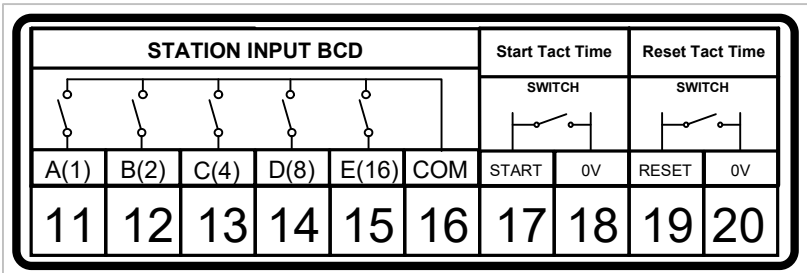 STATION INPUT BCD Start Tact Time Reset Tact Time
SWITCH SWITCH
A(1) B(2) C(4) D(8) E(16) COM START 0V RESET 0V
11 12 13 14 15 16 17 18 19 20